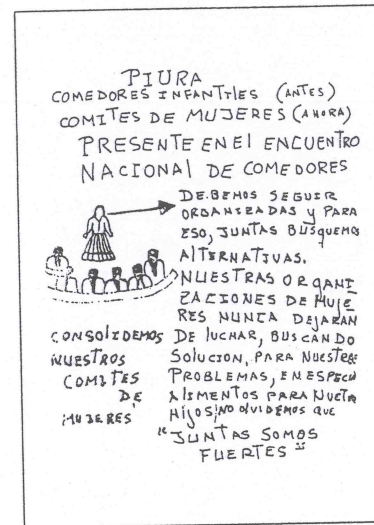 PIURA
COMEDORES INFANTILES (ANTES)
COMITES DE MUJERES (AHORA)
PRESENTE EN El ENCUENTRO
NACIONAl DE COMEDORES
DEBEMOS SEGUIR
ORGANIZADAS y PARA
ESO, JUNTAS BUSQUEMOS
AlTERNATIVAS.
NUESTRAS ORGANI
ZACIONES DE MUJE
RES NUNCA DEJARAN
DE lUCHAR, BUSCANDO
SolUCION, PARA NUESTROS
PROBLEMAS, EN ESPECIAl
AlIMENTOS PARA NUESTROS
HIJOS, NO OlVIDEMOS QUE
"JUNTAS SOMOS
FUERTES"
CONSOlIDEMOS
NUESTROS
COMITES
DE
MUJERES